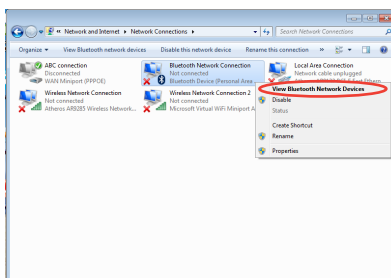 « Network and Internet ▸ Network Connections ▸
Search Network Connections
Organize ▾ View Bluetooth network devices Disable this network device Rename this connection »
ABC connection
Disconnected
WAN Miniport (PPPOE)
Bluetooth Network Connection
Not connected
Bluetooth Device (Personal Area ...
Local Area Connection
Network cable unplugged
Wireless Network Connection
Not connected
Atheros AR9285 Wireless Network...
Wireless Network Connection 2
Not connected
Microsoft Virtual WiFi Miniport A
View Bluetooth Network Devices
Disable
Status
Create Shortcut
Rename
Properties